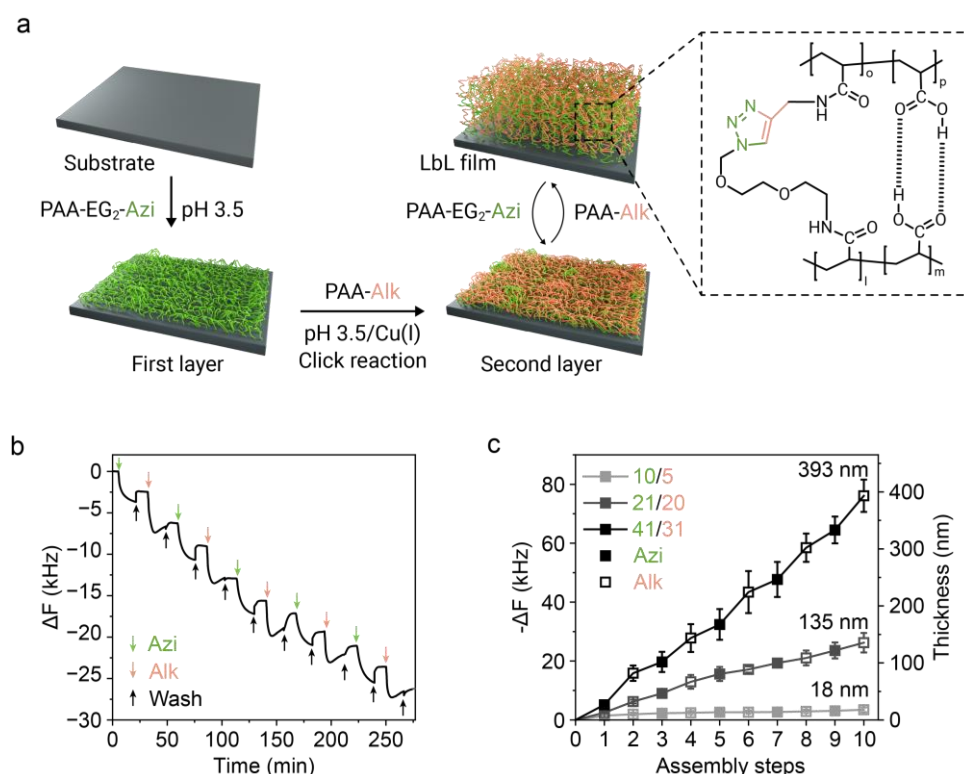 a
Substrate
PAA-EG₂-Azi
pH 3.5
First layer
PAA-Alk
pH 3.5/Cu(I)
Click reaction
LbL film
PAA-EG₂-Azi
PAA-Alk
Second layer
o
p
N
N
N
NH
O
O
O
H
O
O
NH
O
H
O
O
l
m
b
ΔF (kHz)
0
−5
−10
−15
−20
−25
−30
Azi
Alk
Wash
0
50
100
150
200
250
Time (min)
c
-ΔF (kHz)
80
60
40
20
0
10/5
21/20
41/31
Azi
Alk
393 nm
135 nm
18 nm
400
300
200
100
0
Thickness (nm)
0
1
2
3
4
5
6
7
8
9
10
Assembly steps